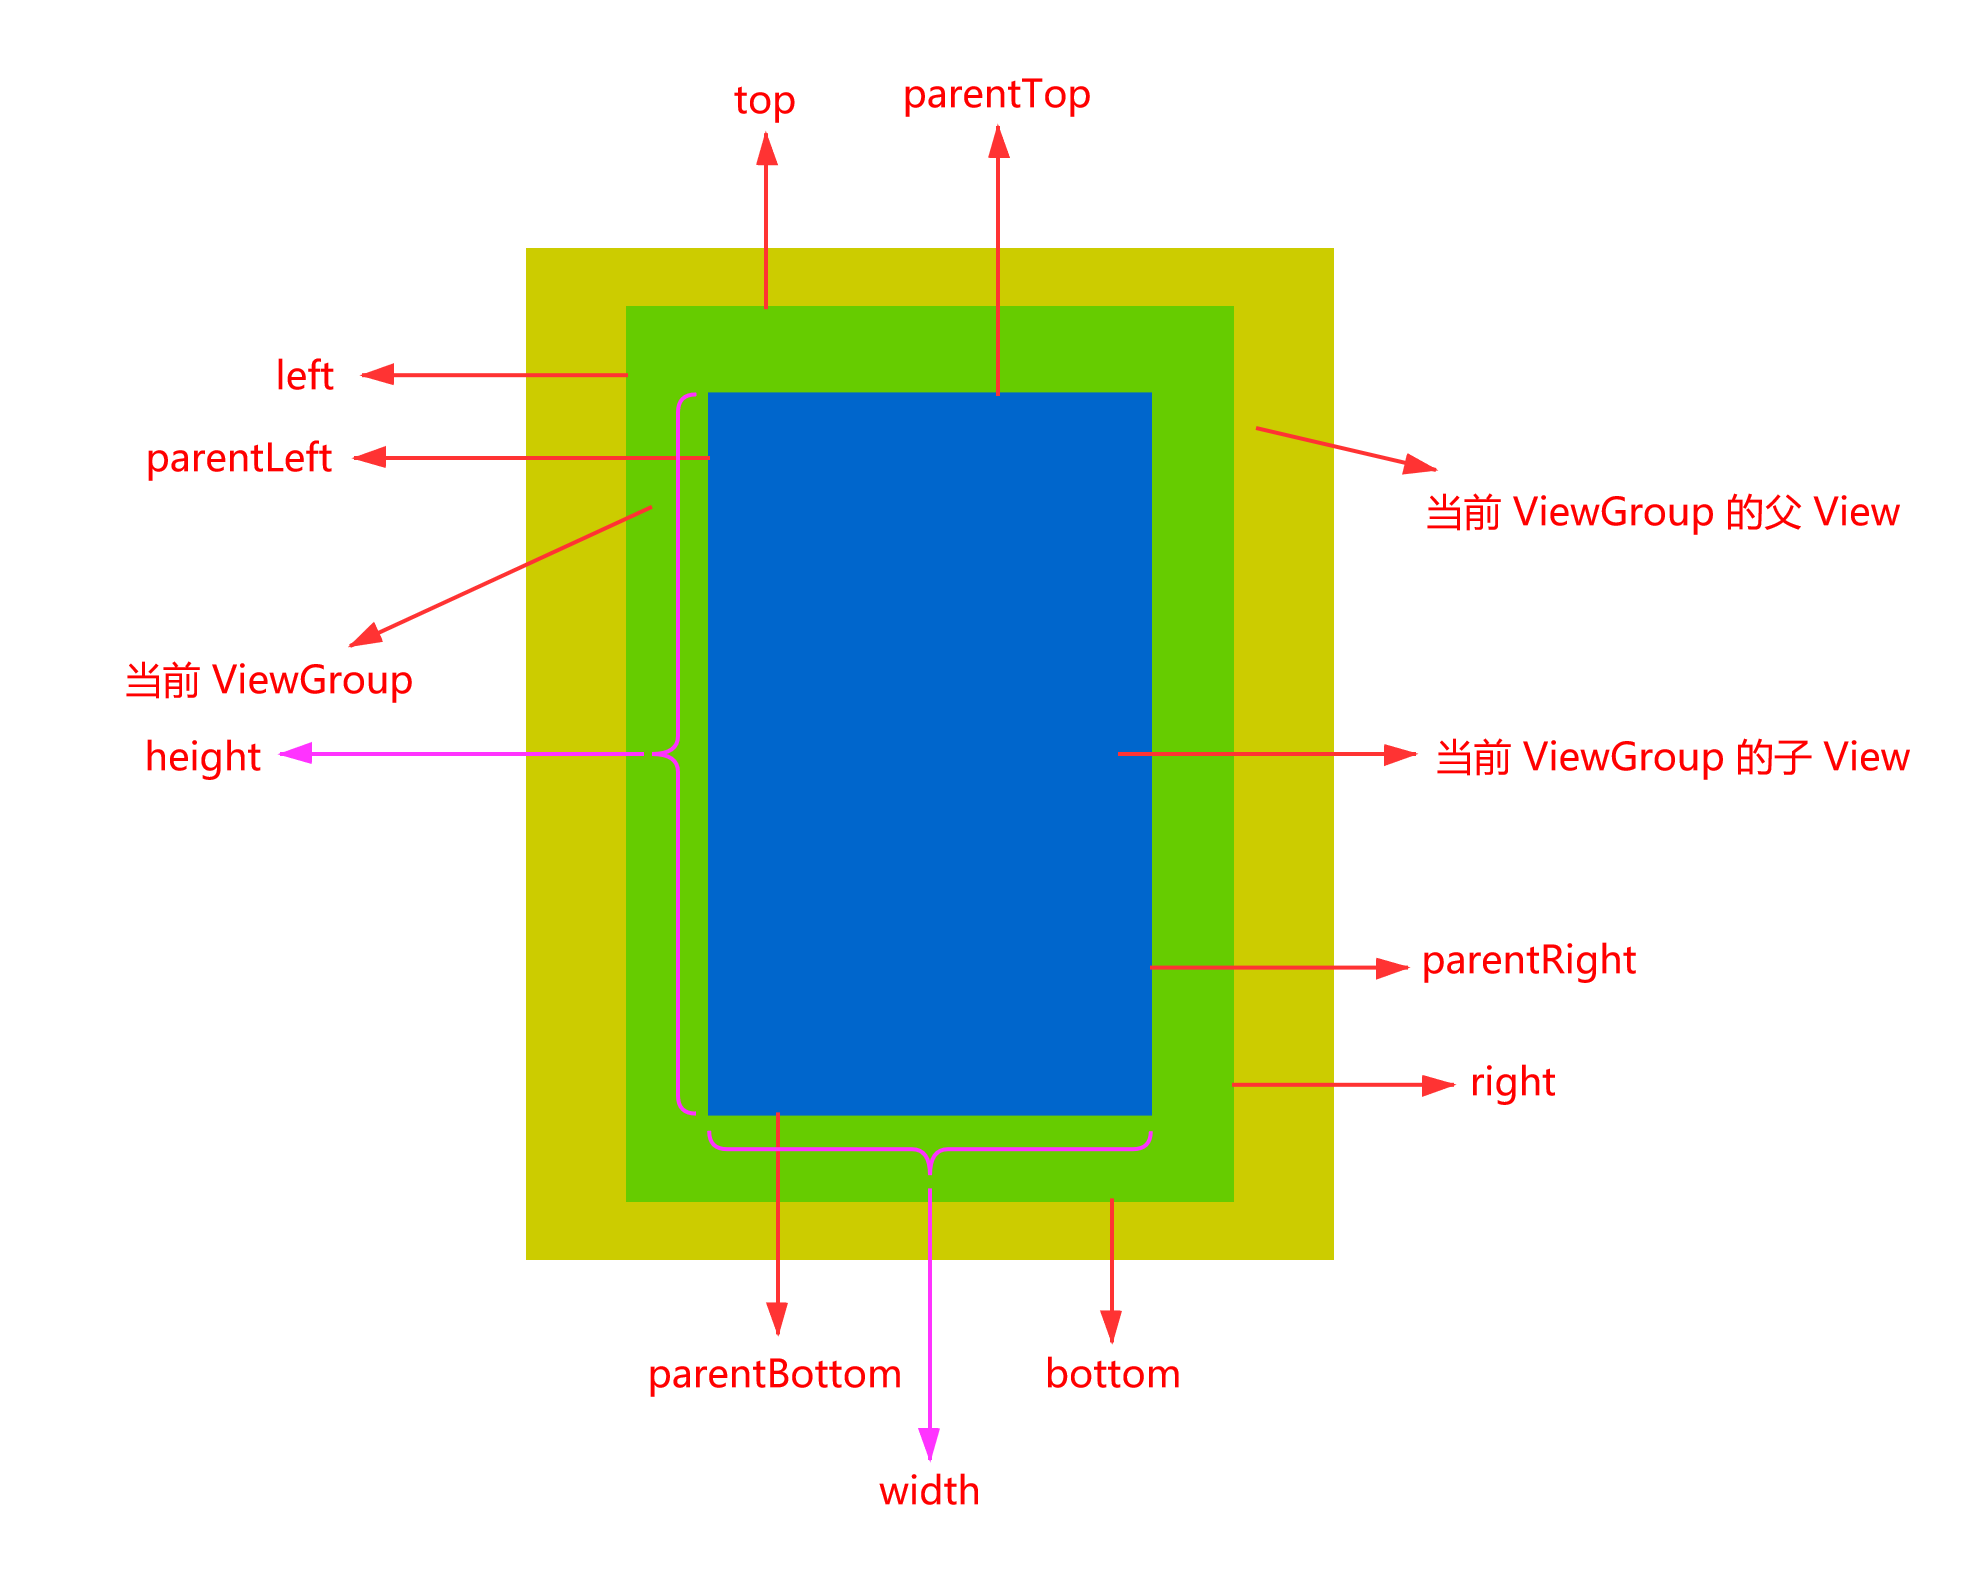 top
parentTop
left
parentLeft
当前 ViewGroup 的父 View
当前 ViewGroup
height
当前 ViewGroup 的子 View
parentRight
right
parentBottom
bottom
width